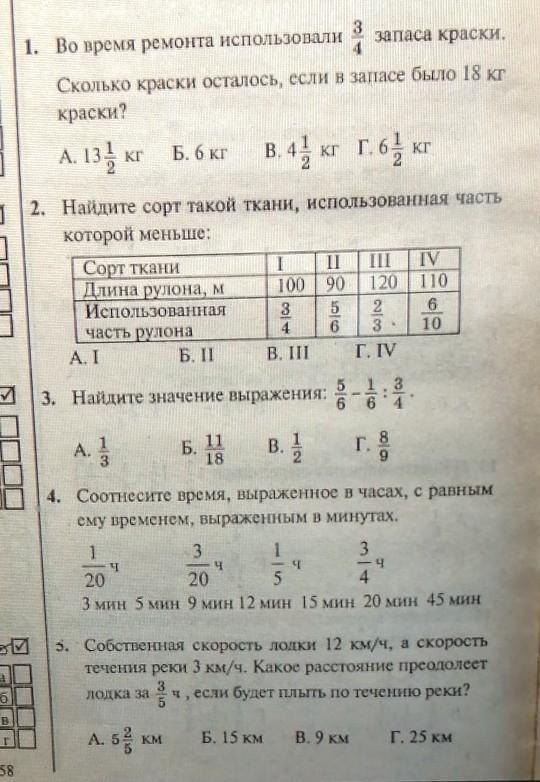 1. Во время ремонта использовали 3/4 запаса краски.
Сколько краски осталось, если в запасе было 18 кг
краски?
А. 13 1/2 кг Б. 6 кг В. 4 1/2 кг Г. 6 1/2 кг
2. Найдите сорт такой ткани, использованная часть
которой меньше:
Сорт ткани I II III IV
Длина рулона, м 100 90 120 110
Использованная
часть рулона 3/4 5/6 2/3 6/10
А. I Б. II В. III Г. IV
3. Найдите значение выражения: 5/6 – 1/6 : 3/4.
А. 1/3 Б. 11/18 В. 1/2 Г. 8/9
4. Соотнесите время, выраженное в часах, с равным
ему временем, выраженным в минутах.
1/20 ч 3/20 ч 1/5 ч 3/4 ч
3 мин 5 мин 9 мин 12 мин 15 мин 20 мин 45 мин
5. Собственная скорость лодки 12 км/ч, а скорость
течения реки 3 км/ч. Какое расстояние преодолеет
лодка за 3/5 ч, если будет плыть по течению реки?
А. 5 2/5 км Б. 15 км В. 9 км Г. 25 км
а
б
в
г
58